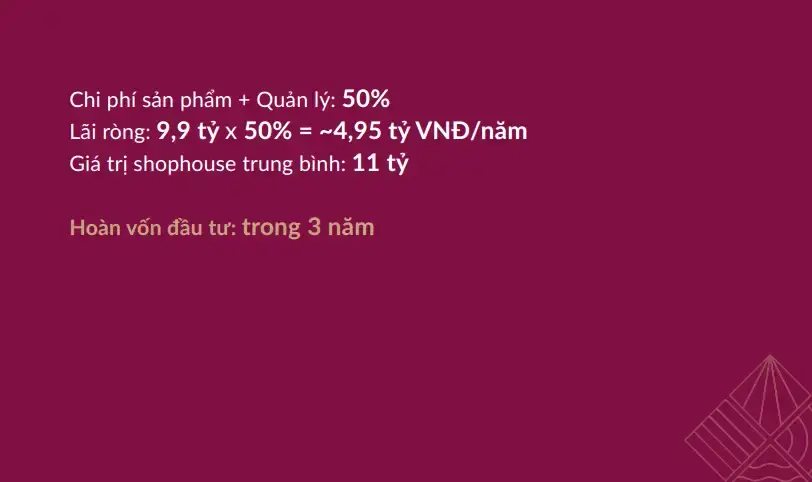 Chi phí sản phẩm + Quản lý: 50%
Lãi ròng: 9,9 tỷ x 50% = ~4,95 tỷ VNĐ/năm
Giá trị shophouse trung bình: 11 tỷ
Hoàn vốn đầu tư: trong 3 năm